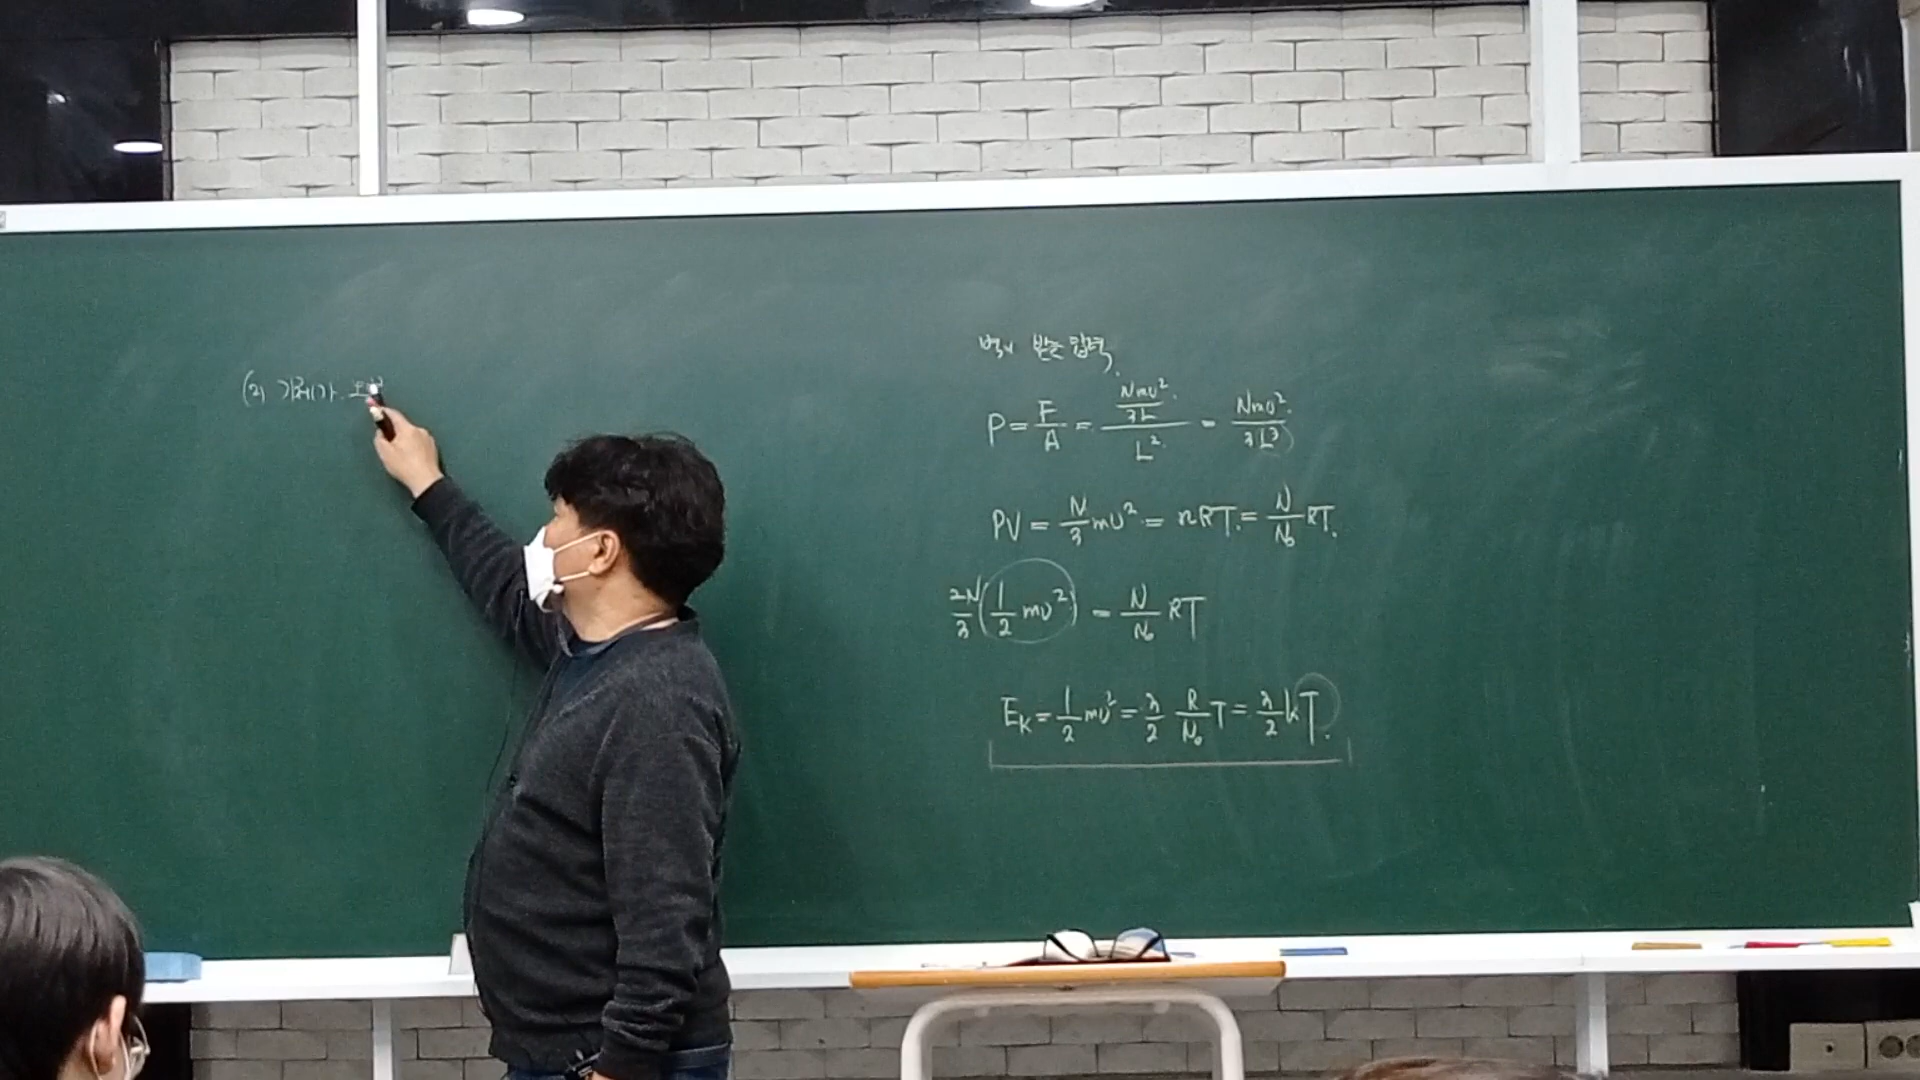 (2) 기체가
벽이 받는 압력.
P = F/A = (Nmv²/3L)/L² = Nmv²/3L³
PV = N/3 mv² = nRT. = N/N₀ RT.
2N/3 (1/2 mv²) = N/N₀ RT
E_K = 1/2 mv² = 3/2 R/N₀ T = 3/2 kT.